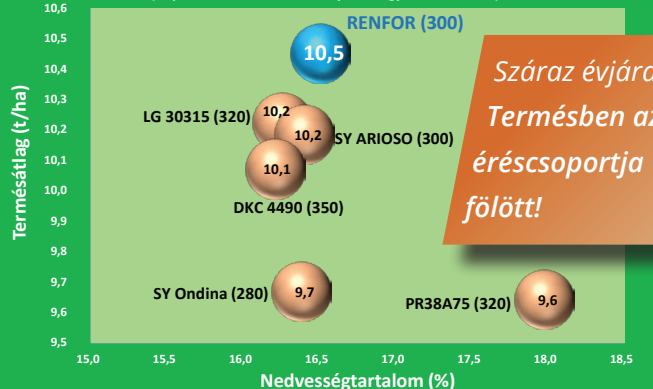 10,6
10,5
10,4
10,3
10,2
10,1
10,0
9,9
9,8
9,7
9,6
9,5
Termésátlag (t/ha)
RENFOR (300)
10,5
LG 30315 (320)
10,2
10,2
SY ARIOSO (300)
10,1
DKC 4490 (350)
SY Ondina (280)
9,7
PR38A75 (320)
9,6
Száraz
Termésben
éréscsoportja
fölött!
15,0 15,5 16,0 16,5 17,0 17,5 18,0 18,5
Nedvességtartalom (%)